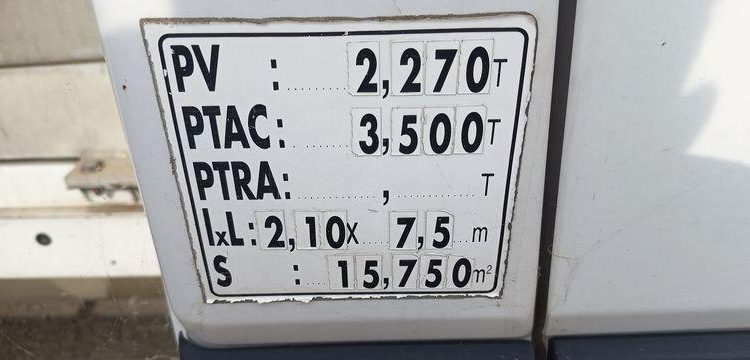 PV : 2,270 T
PTAC: 3,500 T
PTRA: , T
lxL: 2,10 x 7,5 m
S : 15,750 m²